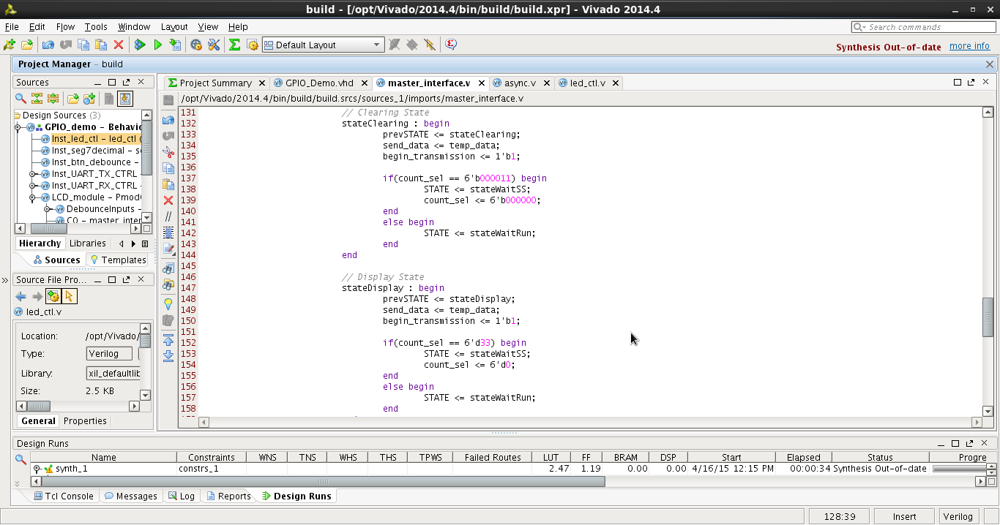 build - [/opt/Vivado/2014.4/bin/build/build.xpr] - Vivado 2014.4
File Edit Flow Tools Window Layout View Help
Search commands
Default Layout
Synthesis Out-of-date more info
Project Manager - build
Sources
Design Sources (3)
GPIO_demo - Behavio
Inst_led_ctl - led_ctl (
Inst_seg7decimal - s
Inst_btn_debounce -
Inst_UART_TX_CTRL
Inst_UART_RX_CTRL
LCD_module - Pmod
DebounceInputs -
C0 - master_inter
Hierarchy Libraries
Sources Templates
Source File Pro...
led_ctl.v
Location: /opt/Vivado/
Type: Verilog
Library: xil_defaultlib
Size: 2.5 KB
General Properties
Project Summary GPIO_Demo.vhd master_interface.v async.v led_ctl.v
/opt/Vivado/2014.4/bin/build/build.srcs/sources_1/imports/master_interface.v
131 // Clearing State
132 stateClearing : begin
133 prevSTATE <= stateClearing;
134 send_data <= temp_data;
135 begin_transmission <= 1'b1;
136
137 if(count_sel == 6'b000011) begin
138 STATE <= stateWaitSS;
139 count_sel <= 6'b000000;
140 end
141 else begin
142 STATE <= stateWaitRun;
143 end
144 end
145
146 // Display State
147 stateDisplay : begin
148 prevSTATE <= stateDisplay;
149 send_data <= temp_data;
150 begin_transmission <= 1'b1;
151
152 if(count_sel == 6'd33) begin
153 STATE <= stateWaitSS;
154 count_sel <= 6'd0;
155 end
156 else begin
157 STATE <= stateWaitRun;
158 end
Design Runs
Name Constraints WNS TNS WHS THS TPWS Failed Routes LUT FF BRAM DSP Start Elapsed Status Progre
synth_1 constrs_1 2.47 1.19 0.00 0.00 4/16/15 12:15 PM 00:00:34 Synthesis Out-of-date
Tcl Console Messages Log Reports Design Runs
128:39 Insert Verilog